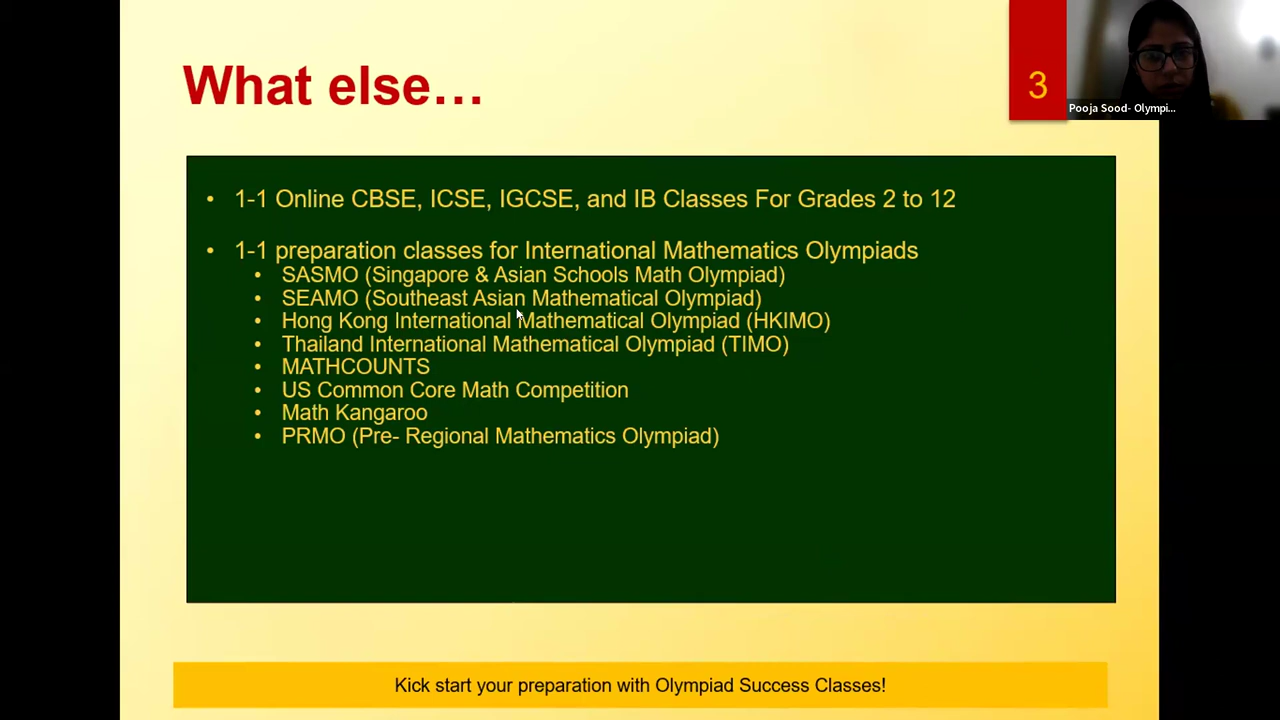 What else…
3
Pooja Sood- Olympi...
• 1-1 Online CBSE, ICSE, IGCSE, and IB Classes For Grades 2 to 12
• 1-1 preparation classes for International Mathematics Olympiads
• SASMO (Singapore & Asian Schools Math Olympiad)
• SEAMO (Southeast Asian Mathematical Olympiad)
• Hong Kong International Mathematical Olympiad (HKIMO)
• Thailand International Mathematical Olympiad (TIMO)
• MATHCOUNTS
• US Common Core Math Competition
• Math Kangaroo
• PRMO (Pre- Regional Mathematics Olympiad)
Kick start your preparation with Olympiad Success Classes!